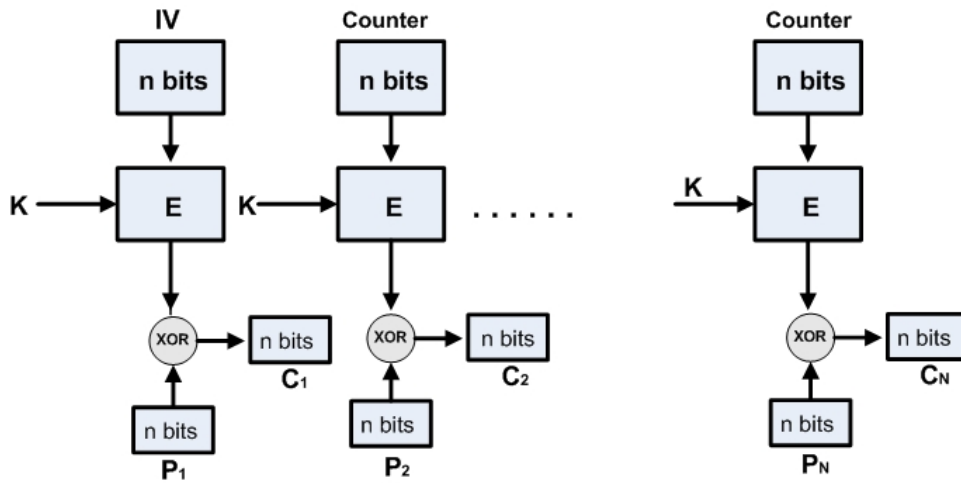 IV Counter Counter
n bits n bits n bits
K E K E . . . . . . K E
XOR n bits XOR n bits XOR n bits
C1 C2 CN
n bits n bits n bits
P1 P2 PN